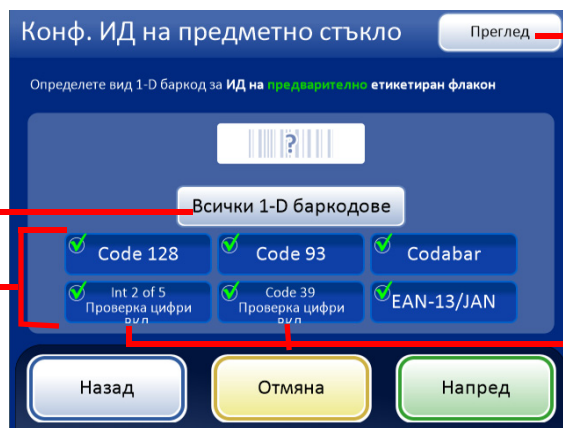 Конф. ИД на предметно стъкло
Преглед
Определете вид 1-D баркод за ИД на предварително етикетиран флакон
?
Всички 1-D баркодове
Code 128
Code 93
Codabar
Int 2 of 5
Проверка цифри
вкл
Code 39
Проверка цифри
вкл
EAN-13/JAN
Назад
Отмяна
Напред